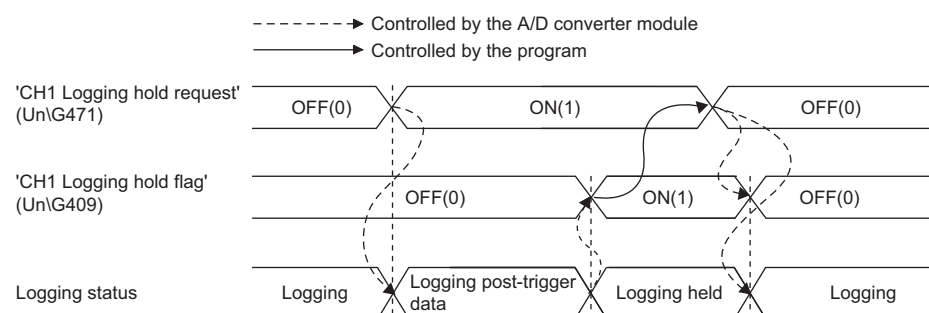 Controlled by the A/D converter module
Controlled by the program
'CH1 Logging hold request'
(Un\G471)
OFF(0)
ON(1)
OFF(0)
'CH1 Logging hold flag'
(Un\G409)
OFF(0)
ON(1)
OFF(0)
Logging status
Logging
Logging post-trigger
data
Logging held
Logging